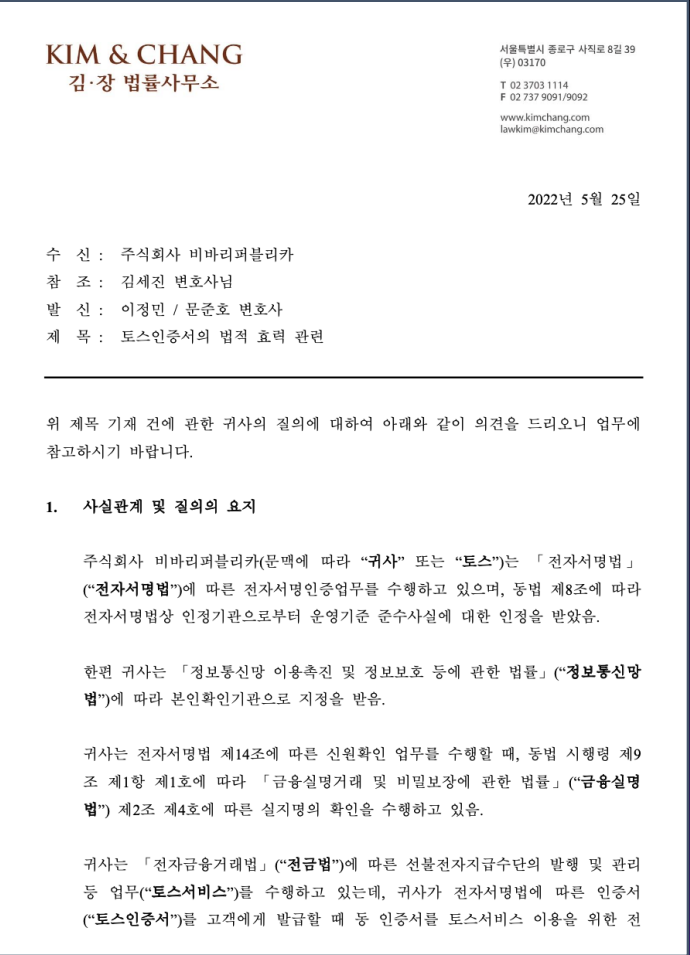 KIM & CHANG
김·장 법률사무소
서울특별시 종로구 사직로 8길 39
(우) 03170
T 02 3703 1114
F 02 737 9091/9092
www.kimchang.com
lawkim@kimchang.com
2022년 5월 25일
수 신 : 주식회사 비바리퍼블리카
참 조 : 김세진 변호사님
발 신 : 이정민 / 문준호 변호사
제 목 : 토스인증서의 법적 효력 관련
위 제목 기재 건에 관한 귀사의 질의에 대하여 아래와 같이 의견을 드리오니 업무에
참고하시기 바랍니다.
1. 사실관계 및 질의의 요지
주식회사 비바리퍼블리카(문맥에 따라 “귀사” 또는 “토스”)는 「전자서명법」
(“전자서명법”)에 따른 전자서명인증업무를 수행하고 있으며, 동법 제8조에 따라
전자서명법상 인정기관으로부터 운영기준 준수사실에 대한 인정을 받았음.
한편 귀사는 「정보통신망 이용촉진 및 정보보호 등에 관한 법률」(“정보통신망
법”)에 따라 본인확인기관으로 지정을 받음.
귀사는 전자서명법 제14조에 따른 신원확인 업무를 수행할 때, 동법 시행령 제9
조 제1항 제1호에 따라 「금융실명거래 및 비밀보장에 관한 법률」(“금융실명
법”) 제2조 제4호에 따른 실지명의 확인을 수행하고 있음.
귀사는 「전자금융거래법」(“전금법”)에 따른 선불전자지급수단의 발행 및 관리
등 업무(“토스서비스”)를 수행하고 있는데, 귀사가 전자서명법에 따른 인증서
(“토스인증서”)를 고객에게 발급할 때 동 인증서를 토스서비스 이용을 위한 전